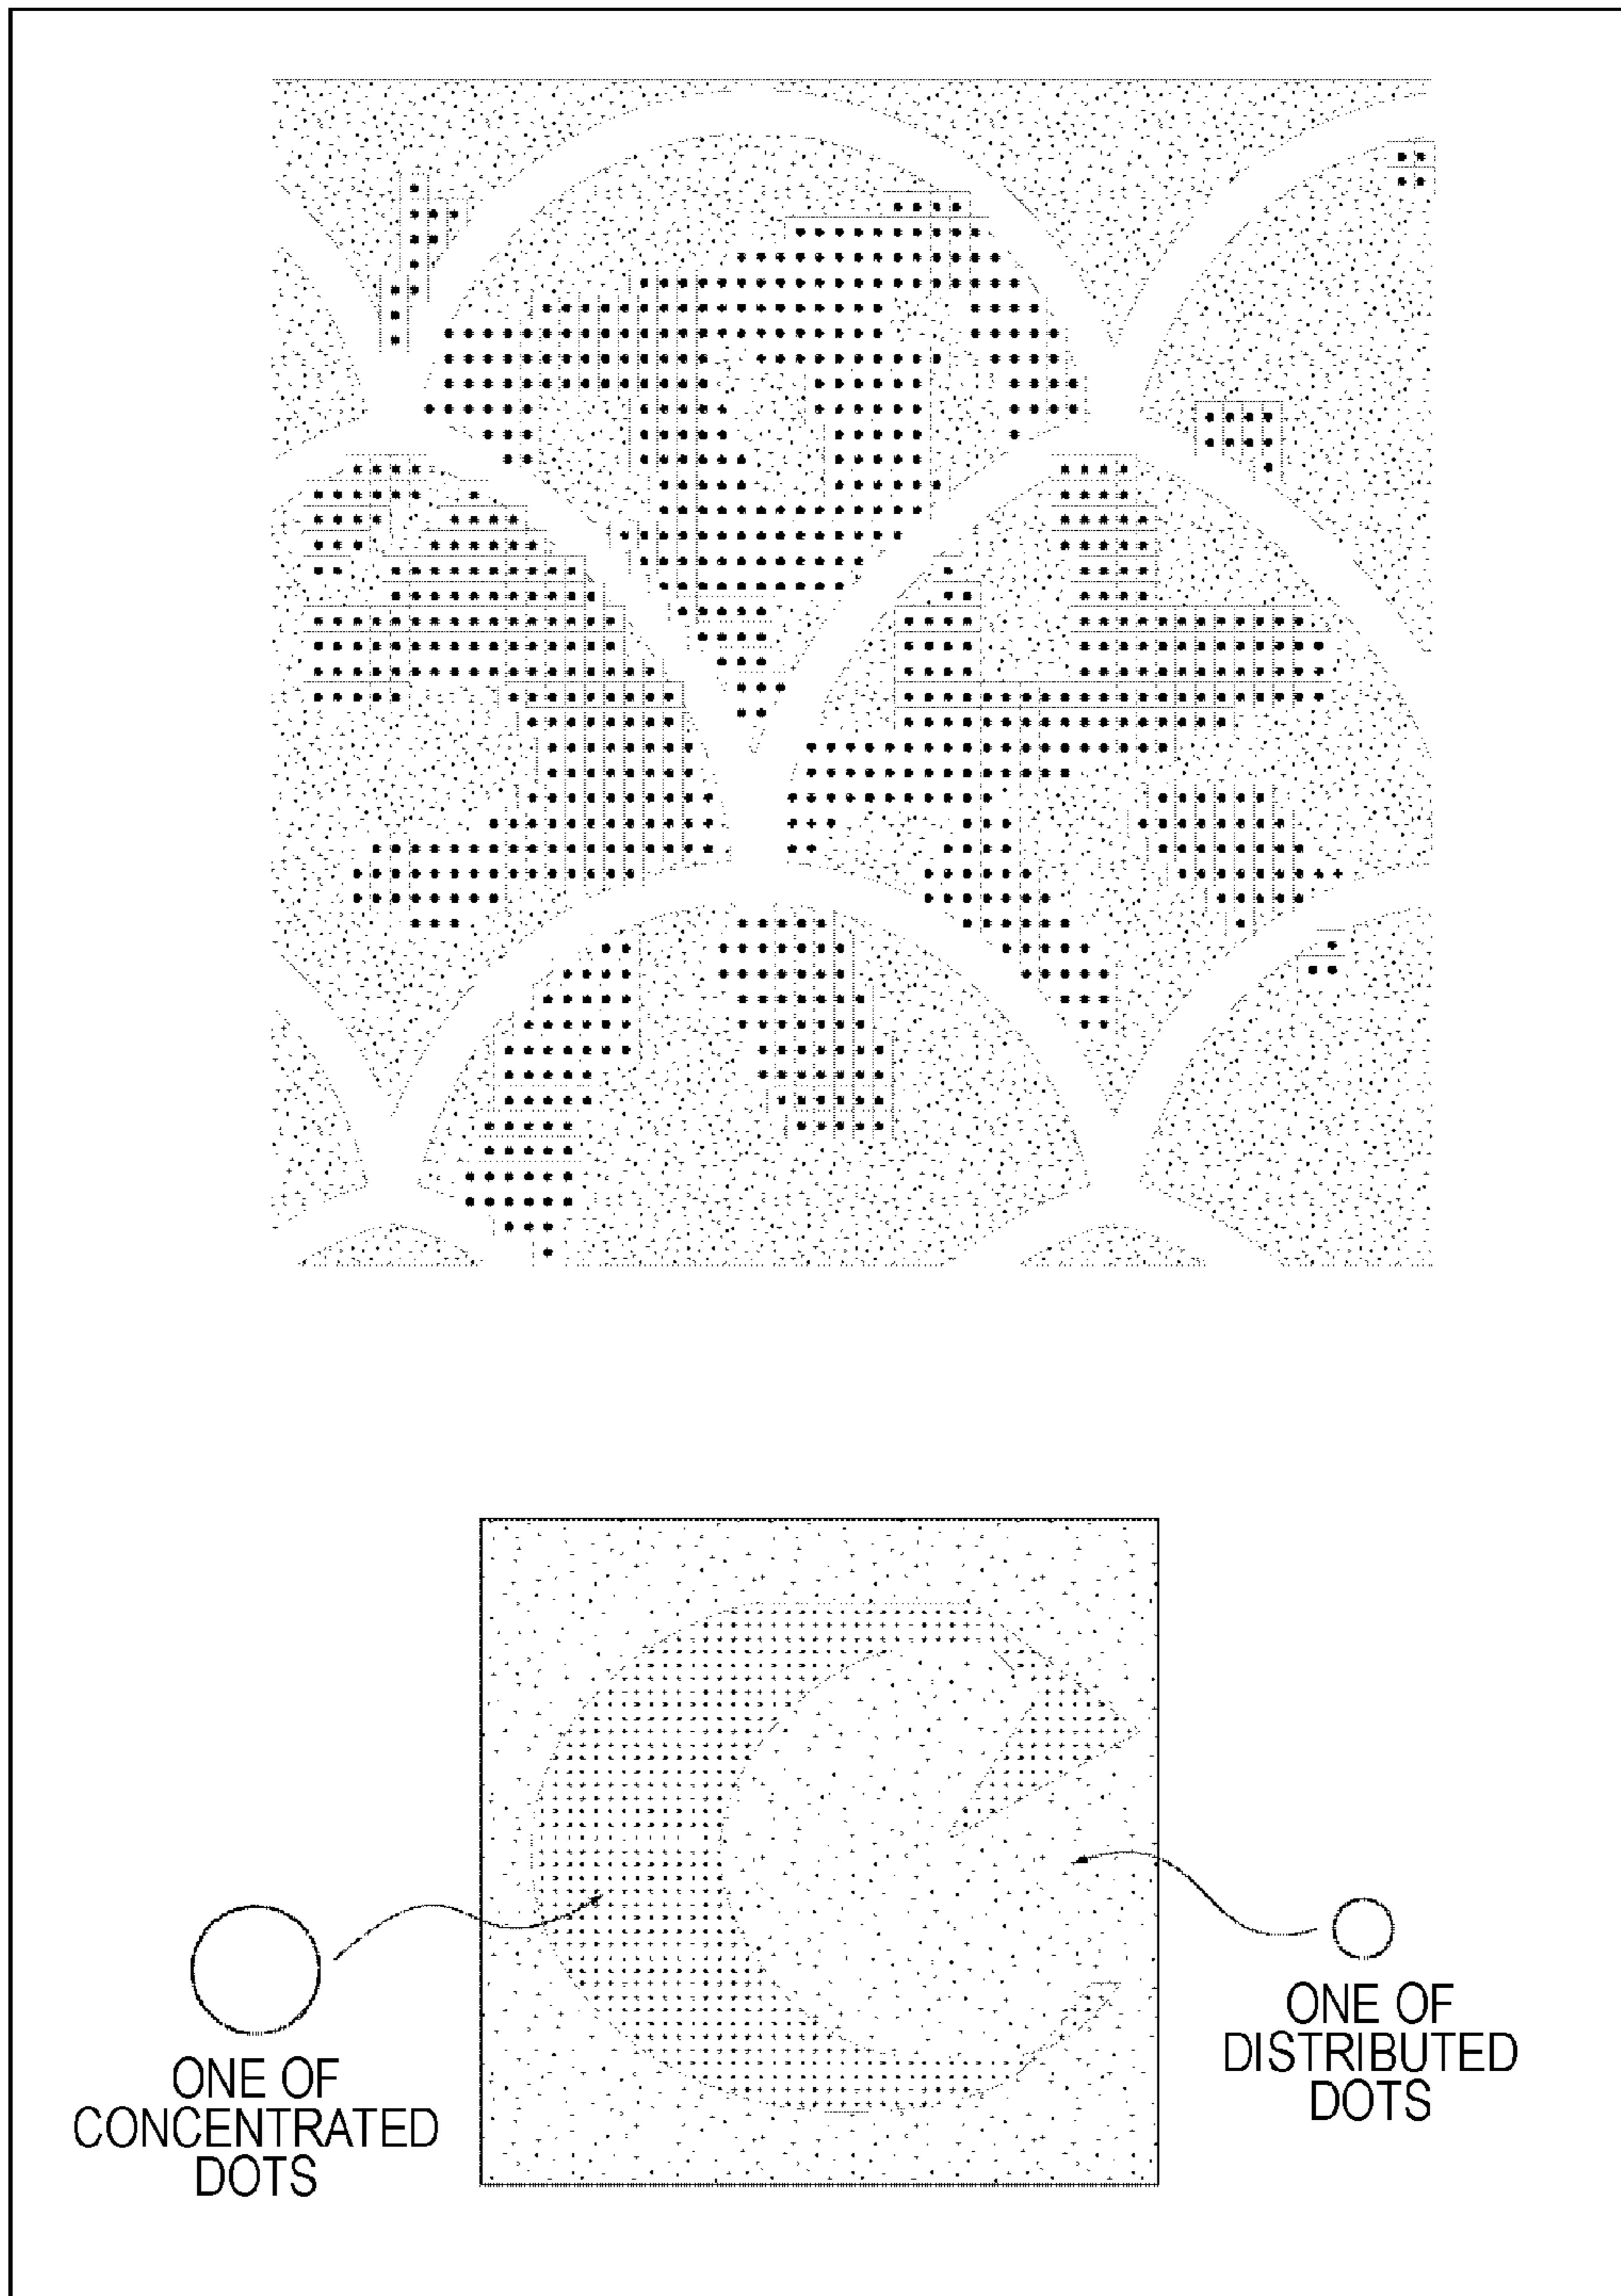 ONE OF
CONCENTRATED
DOTS
ONE OF
DISTRIBUTED
DOTS